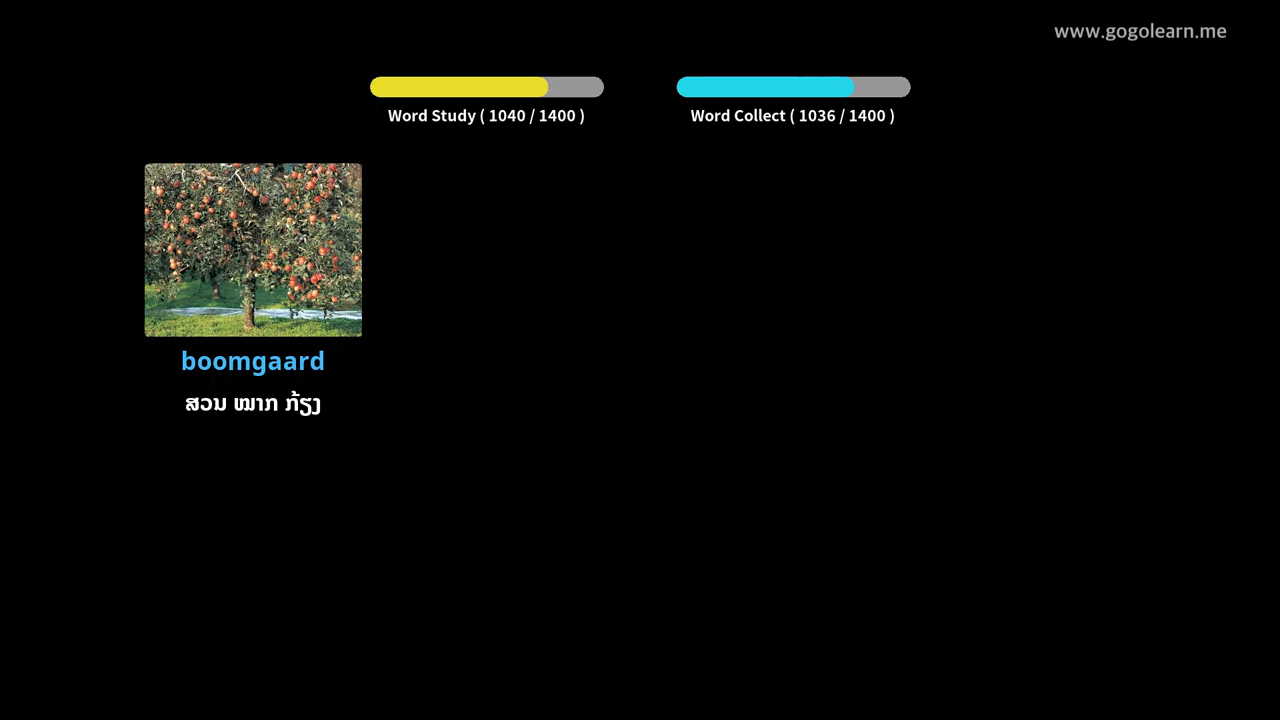 www.gogolearn.me
Word Study ( 1040 / 1400 )
Word Collect ( 1036 / 1400 )
boomgaard
ສວນ ໝາກ ກ້ຽງ